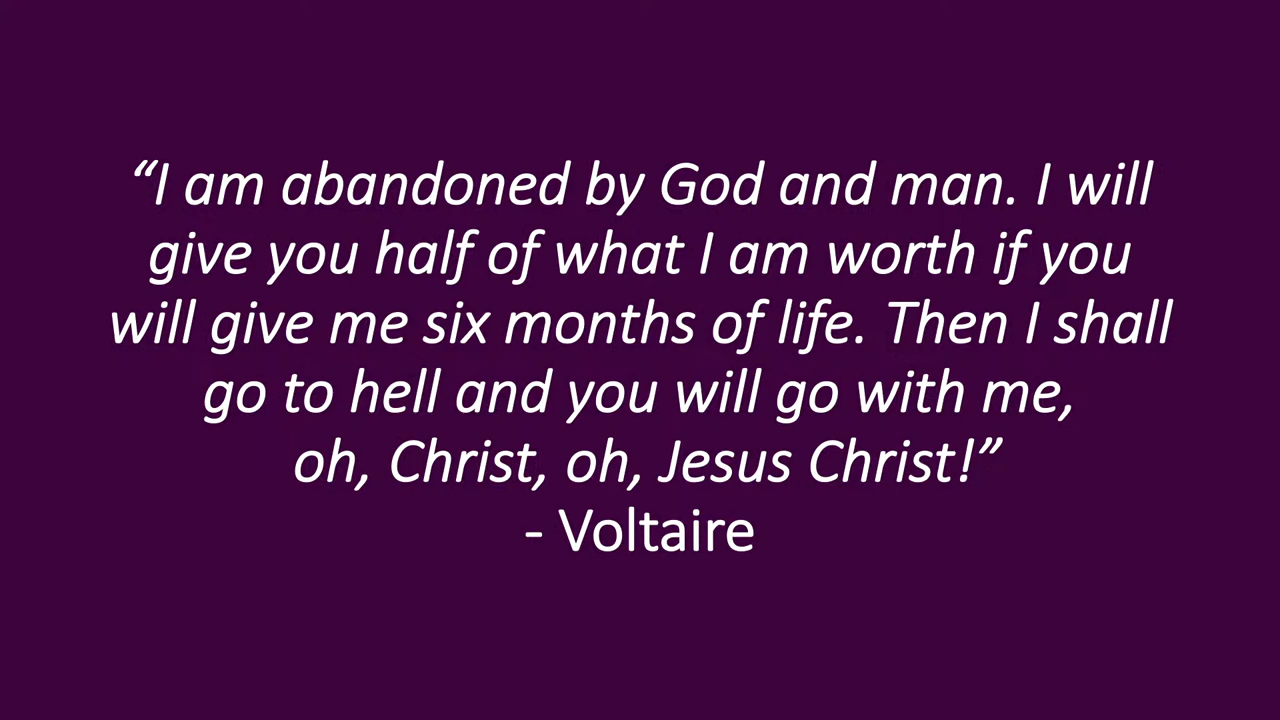 “I am abandoned by God and man. I will
give you half of what I am worth if you
will give me six months of life. Then I shall
go to hell and you will go with me,
oh, Christ, oh, Jesus Christ!”
- Voltaire